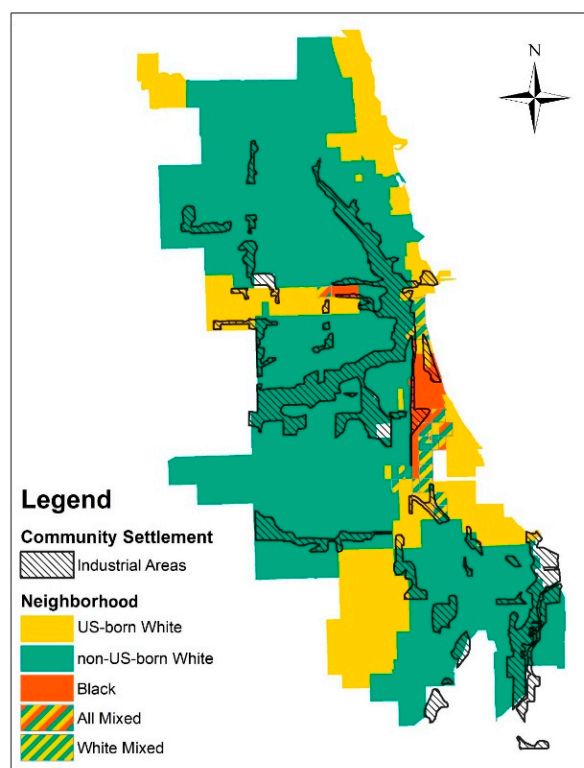 N
Legend
Community Settlement
Industrial Areas
Neighborhood
US-born White
non-US-born White
Black
All Mixed
White Mixed